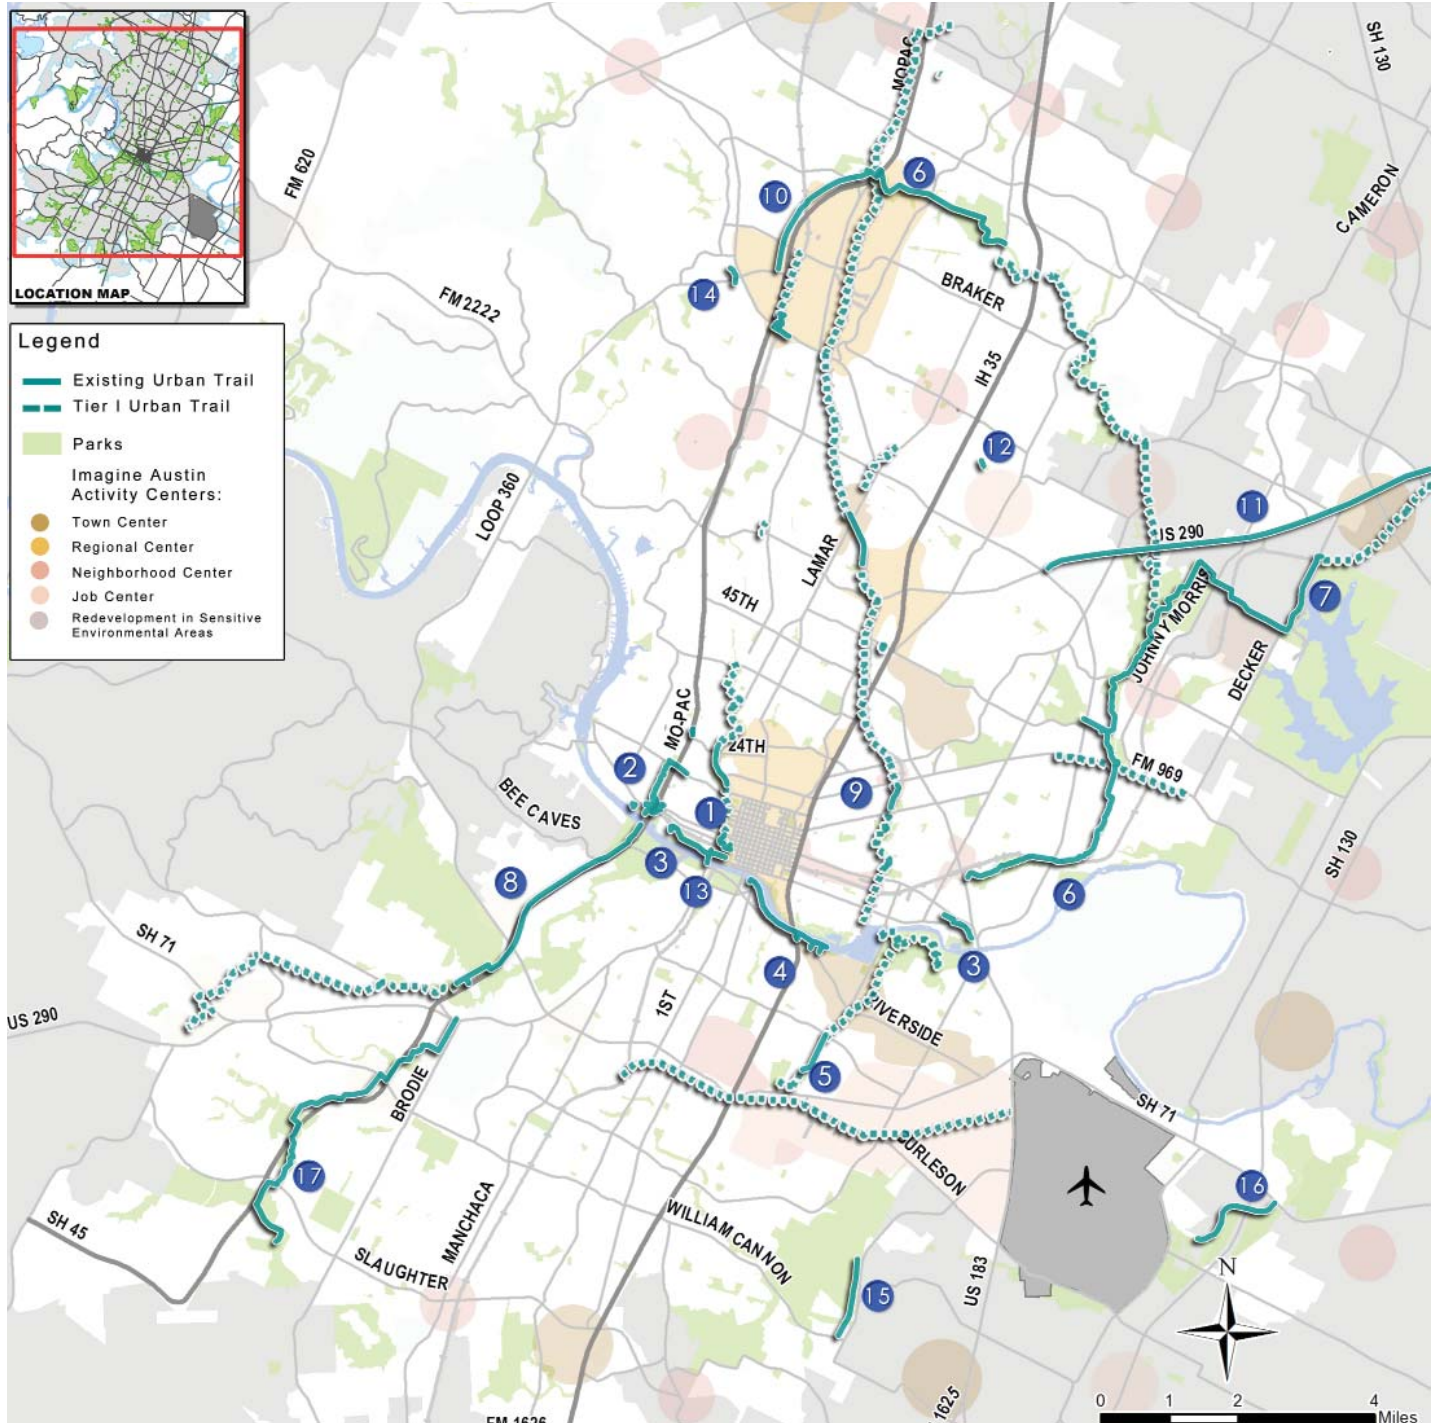 LOCATION MAP
Legend
Existing Urban Trail
Tier I Urban Trail
Parks
Imagine Austin
Activity Centers:
Town Center
Regional Center
Neighborhood Center
Job Center
Redevelopment in Sensitive
Environmental Areas
MOPAC
SH 130
FM 620
CAMERON
6
10
BRAKER
14
FM 2222
IH 35
12
LOOP 360
11
US 290
LAMAR
45TH
7
JOHNNY MORRIS
DECKER
MO-PAC
24TH
2
FM 969
BEE CAVES
1
9
3
SH 130
8
13
6
SH 71
4
3
1ST
RIVERSIDE
US 290
5
BRODIE
SH 71
BURLESON
17
16
MANCHACA
WILLIAM CANNON
SH 45
SLAUGHTER
US 183
15
N
1625
0 1 2 4
Miles
FM 1626